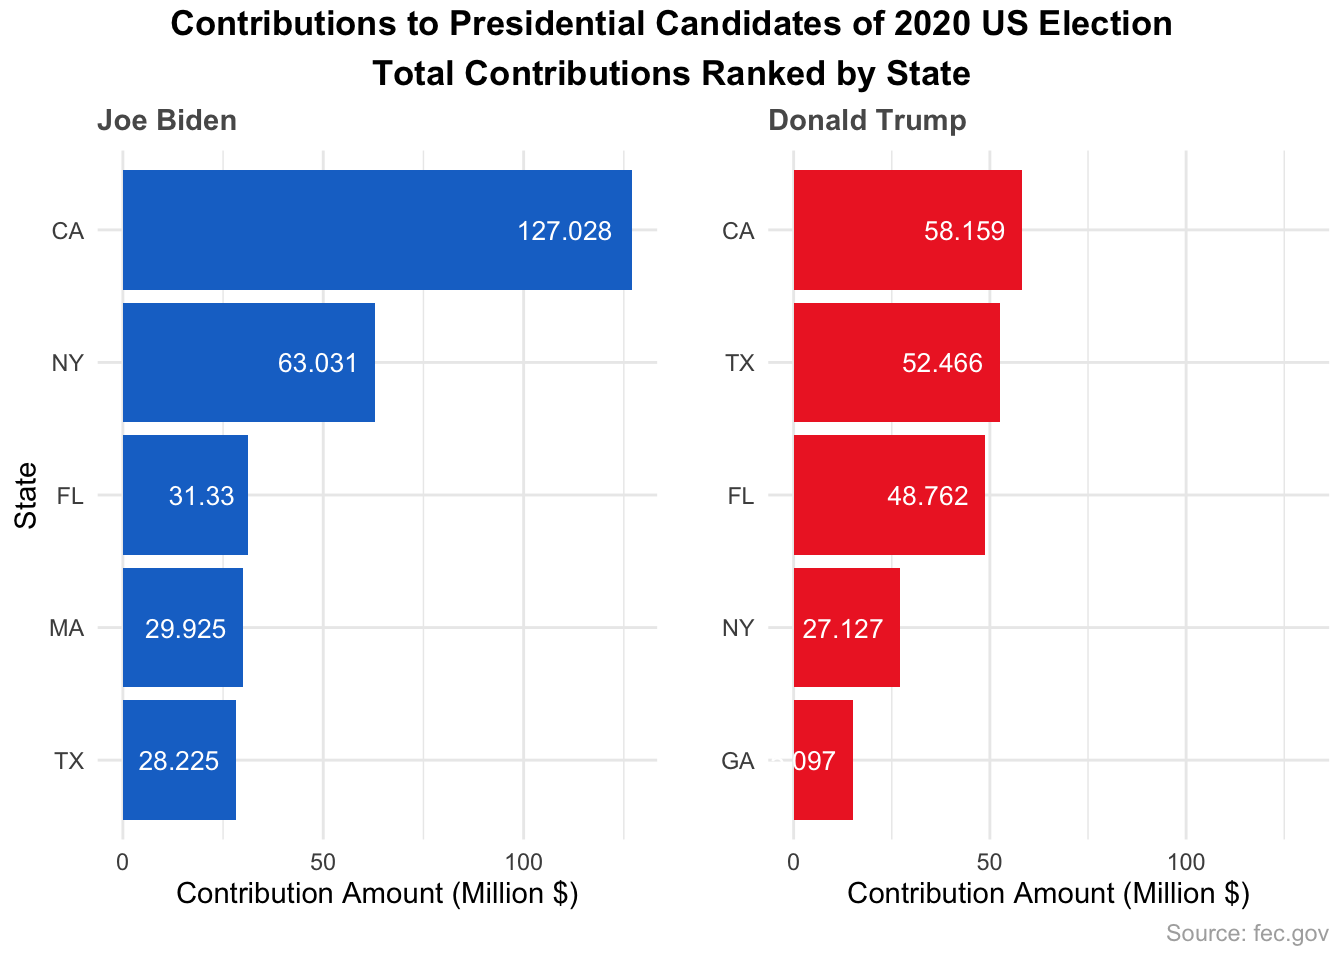 Contributions to Presidential Candidates of 2020 US Election
Total Contributions Ranked by State
Joe Biden
State
CA
127.028
NY
63.031
FL
31.33
MA
29.925
TX
28.225
0 50 100
Contribution Amount (Million $)
Donald Trump
CA
58.159
TX
52.466
FL
48.762
NY
27.127
GA
.097
0 50 100
Contribution Amount (Million $)
Source: fec.gov